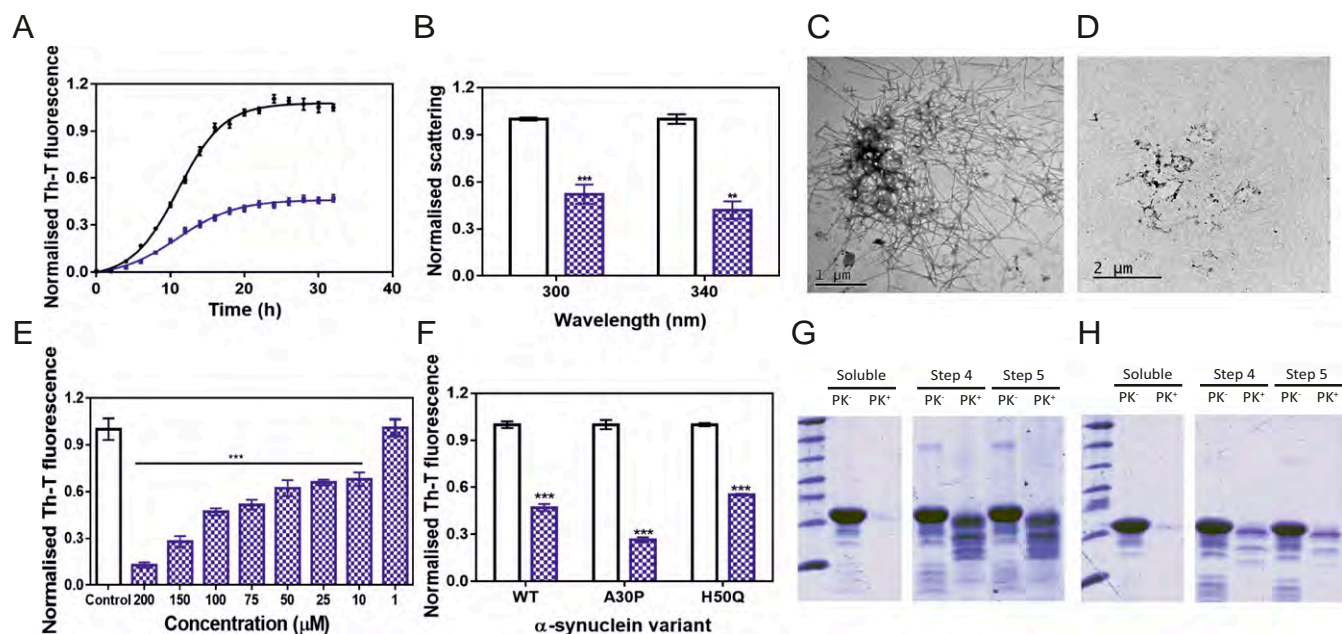 A
Normalised Th-T fluorescence
1.2
0.9
0.6
0.3
0.0
0 10 20 30 40
Time (h)
B
Normalised scattering
1.2
0.9
0.6
0.3
0.0
***
**
300 340
Wavelength (nm)
C
1 µm
D
2 µm
E
Normalised Th-T fluorescence
1.2
0.9
0.6
0.3
0.0
***
Control 200 150 100 75 50 25 10 1
Concentration (µM)
F
Normalised Th-T fluorescence
1.2
0.9
0.6
0.3
0.0
*** *** ***
WT A30P H50Q
α-synuclein variant
G
Soluble Step 4 Step 5
PK⁻ PK⁺ PK⁻ PK⁺ PK⁻ PK⁺
H
Soluble Step 4 Step 5
PK⁻ PK⁺ PK⁻ PK⁺ PK⁻ PK⁺